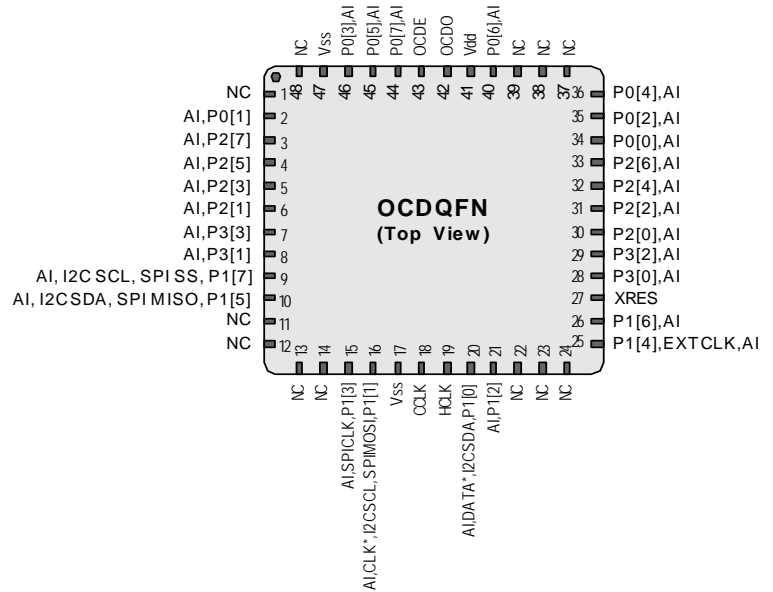 NC
Vss
P0[3],AI
P0[5],AI
P0[7],AI
OCDE
OCDO
Vdd
P0[6],AI
NC
NC
NC
48
47
46
45
44
43
42
41
40
39
38
37
NC 1
AI,P0[1] 2
AI,P2[7] 3
AI,P2[5] 4
AI,P2[3] 5
AI,P2[1] 6
AI,P3[3] 7
AI,P3[1] 8
AI, I2C SCL, SPI SS, P1[7] 9
AI, I2C SDA, SPI MISO, P1[5] 10
NC 11
NC 12
OCDQFN
(Top View)
36 P0[4],AI
35 P0[2],AI
34 P0[0],AI
33 P2[6],AI
32 P2[4],AI
31 P2[2],AI
30 P2[0],AI
29 P3[2],AI
28 P3[0],AI
27 XRES
26 P1[6],AI
25 P1[4],EXTCLK,AI
13
14
15
16
17
18
19
20
21
22
23
24
NC
NC
AI,SPICLK,P1[3]
AI,CLK*,I2CSCL,SPIMOSI,P1[1]
Vss
CCLK
HCLK
AI,DATA*,I2CSDA,P1[0]
AI,P1[2]
NC
NC
NC